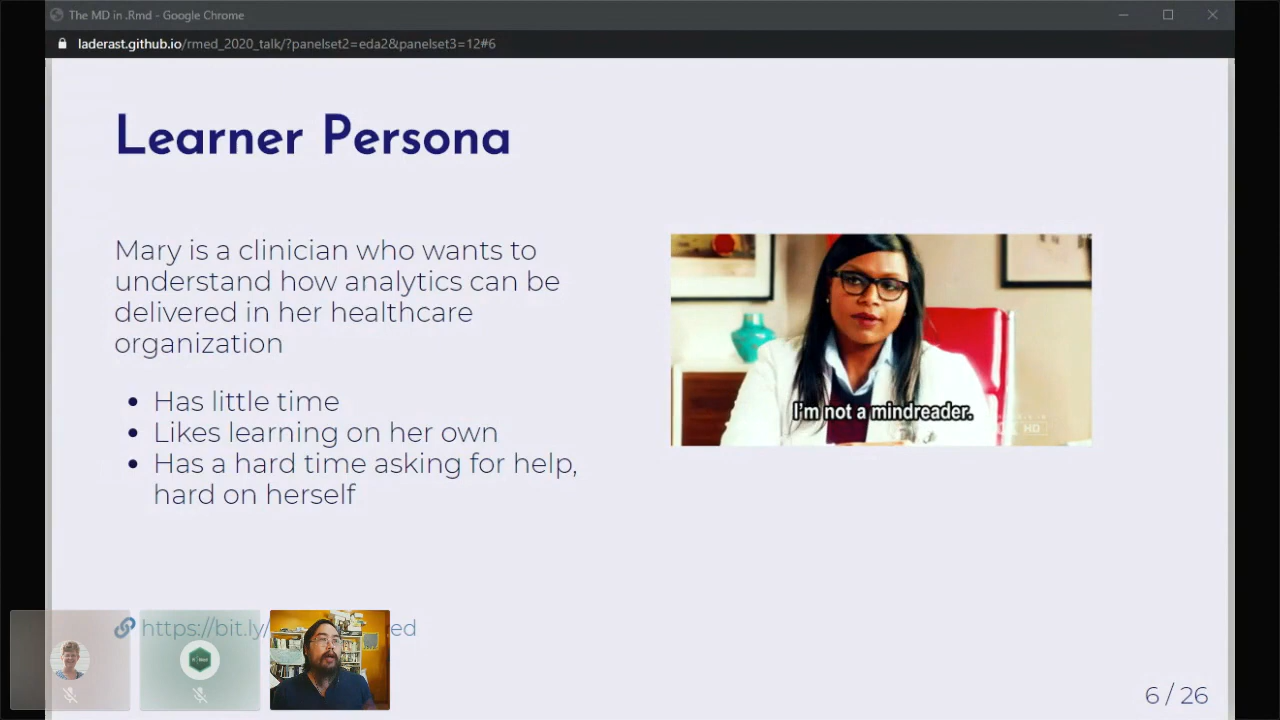 The MD in .Rmd - Google Chrome
laderast.github.io/rmed_2020_talk/?panelset2=eda2&panelset3=12#6
Learner Persona
Mary is a clinician who wants to
understand how analytics can be
delivered in her healthcare
organization
• Has little time
• Likes learning on her own
• Has a hard time asking for help,
hard on herself
I'm not a mindreader.
HD
https://bit.ly/ ed
6 / 26